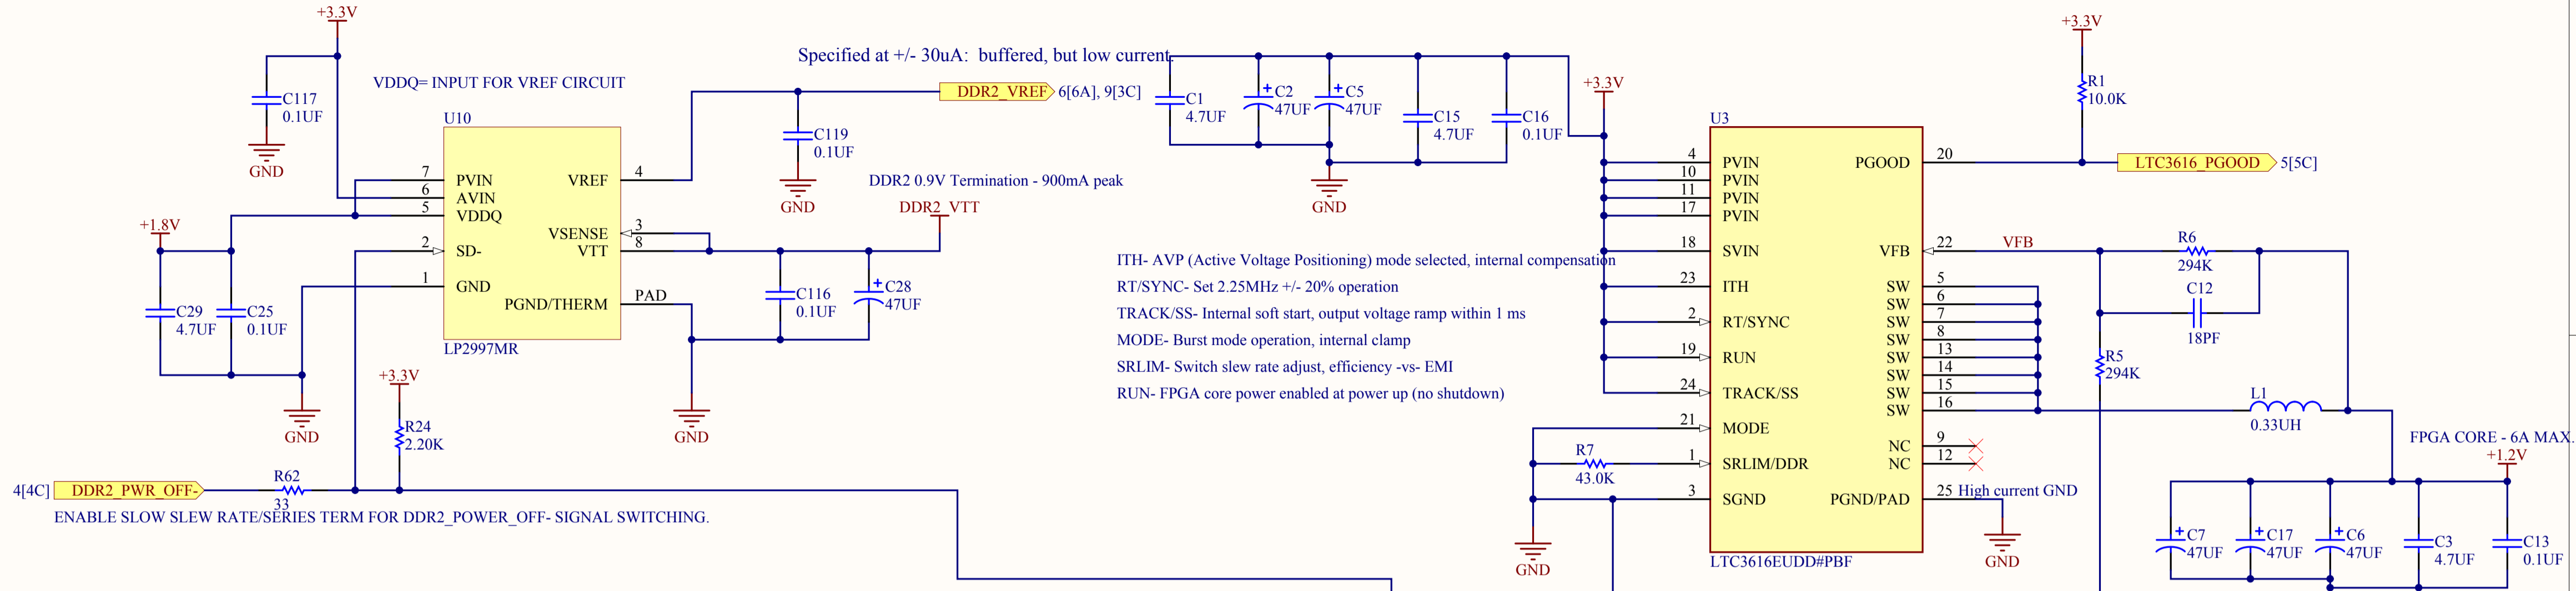 +3.3V
C117
0.1UF
GND
VDDQ= INPUT FOR VREF CIRCUIT
U10
7 PVIN
6 AVIN
5 VDDQ
2 SD-
1 GND
VREF 4
VSENSE 3
VTT 8
PGND/THERM PAD
LP2997MR
+1.8V
C29
4.7UF
C25
0.1UF
GND
+3.3V
R24
2.20K
4[4C] DDR2_PWR_OFF-
R62
33
ENABLE SLOW SLEW RATE/SERIES TERM FOR DDR2_POWER_OFF- SIGNAL SWITCHING.
Specified at +/- 30uA: buffered, but low current.
DDR2_VREF 6[6A], 9[3C]
C119
0.1UF
GND
DDR2 0.9V Termination - 900mA peak
DDR2_VTT
C116
0.1UF
C28
47UF
GND
C1
4.7UF
C2
47UF
C5
47UF
C15
4.7UF
C16
0.1UF
GND
+3.3V
ITH- AVP (Active Voltage Positioning) mode selected, internal compensation
RT/SYNC- Set 2.25MHz +/- 20% operation
TRACK/SS- Internal soft start, output voltage ramp within 1 ms
MODE- Burst mode operation, internal clamp
SRLIM- Switch slew rate adjust, efficiency -vs- EMI
RUN- FPGA core power enabled at power up (no shutdown)
U3
4 PVIN
10 PVIN
11 PVIN
17 PVIN
18 SVIN
23 ITH
2 RT/SYNC
19 RUN
24 TRACK/SS
21 MODE
1 SRLIM/DDR
3 SGND
PGOOD 20
VFB 22
SW 5
SW 6
SW 7
SW 8
SW 13
SW 14
SW 15
SW 16
NC 9
NC 12
PGND/PAD 25
LTC3616EUDD#PBF
R7
43.0K
GND
High current GND
GND
+3.3V
R1
10.0K
LTC3616_PGOOD 5[5C]
VFB
R6
294K
C12
18PF
R5
294K
L1
0.33UH
FPGA CORE - 6A MAX.
+1.2V
C7
47UF
C17
47UF
C6
47UF
C3
4.7UF
C13
0.1UF